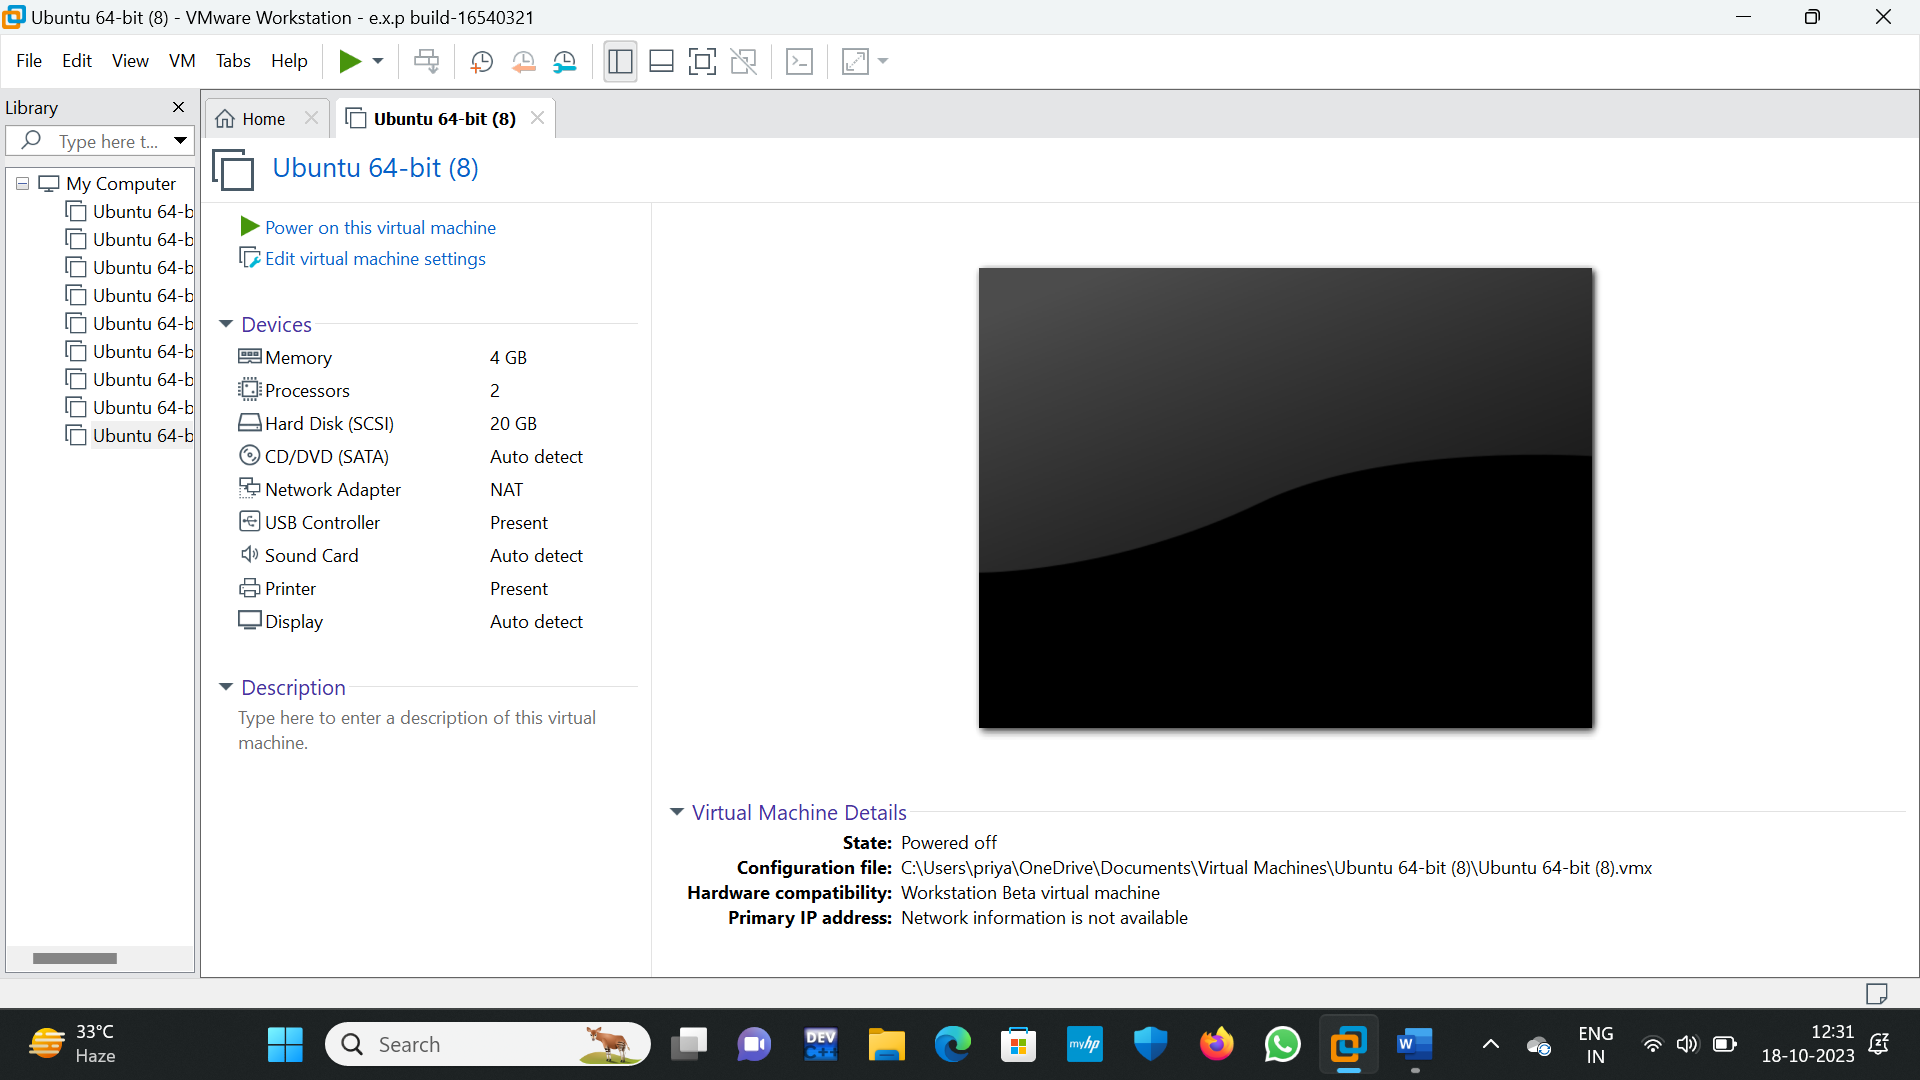 Ubuntu 64-bit (8) - VMware Workstation - e.x.p build-16540321
File Edit View VM Tabs Help
Library
Type here t...
My Computer
Ubuntu 64-b
Ubuntu 64-b
Ubuntu 64-b
Ubuntu 64-b
Ubuntu 64-b
Ubuntu 64-b
Ubuntu 64-b
Ubuntu 64-b
Ubuntu 64-b
Home
Ubuntu 64-bit (8)
Ubuntu 64-bit (8)
Power on this virtual machine
Edit virtual machine settings
Devices
Memory 4 GB
Processors 2
Hard Disk (SCSI) 20 GB
CD/DVD (SATA) Auto detect
Network Adapter NAT
USB Controller Present
Sound Card Auto detect
Printer Present
Display Auto detect
Description
Type here to enter a description of this virtual
machine.
Virtual Machine Details
State: Powered off
Configuration file: C:\Users\priya\OneDrive\Documents\Virtual Machines\Ubuntu 64-bit (8)\Ubuntu 64-bit (8).vmx
Hardware compatibility: Workstation Beta virtual machine
Primary IP address: Network information is not available
33°C
Haze
Search
DEV
C++
myhp
W
ENG
IN
12:31
18-10-2023